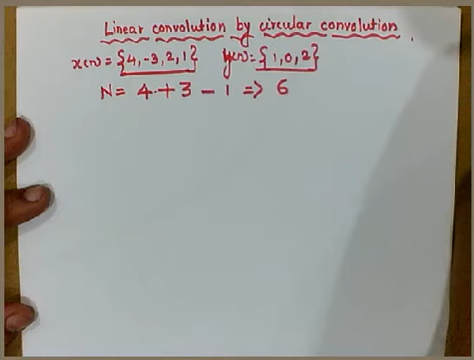 Linear convolution by circular convolution.
x(n) = {4, -3, 2, 1} y(n) = {1, 0, 2}
N = 4 + 3 - 1 => 6